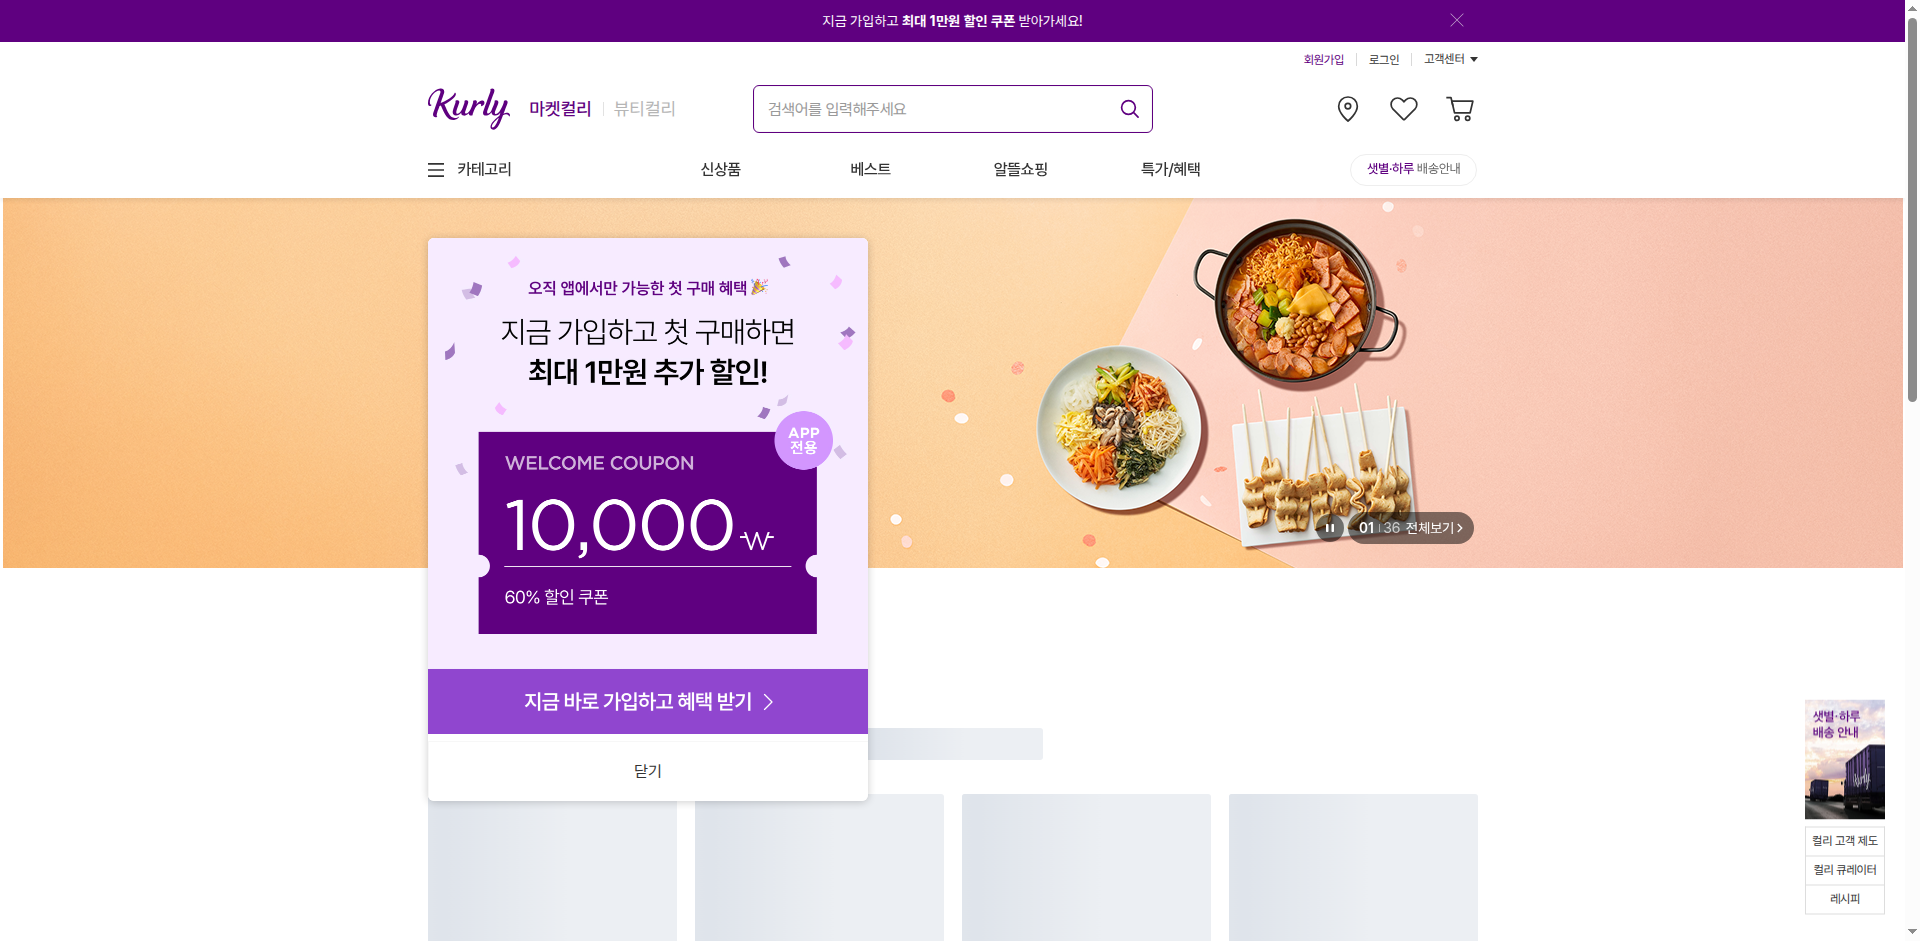 지금 가입하고 최대 1만원 할인 쿠폰 받아가세요!
회원가입
로그인
고객센터
Kurly
마켓컬리
뷰티컬리
검색어를 입력해주세요
카테고리
신상품
베스트
알뜰쇼핑
특가/혜택
샛별·하루 배송안내
오직 앱에서만 가능한 첫 구매 혜택
지금 가입하고 첫 구매하면
최대 1만원 추가 할인!
APP
전용
WELCOME COUPON
10,000₩
60% 할인 쿠폰
지금 바로 가입하고 혜택 받기
닫기
01 36 전체보기
샛별·하루
배송 안내
Kurly
컬리 고객 제도
컬리 큐레이터
레시피